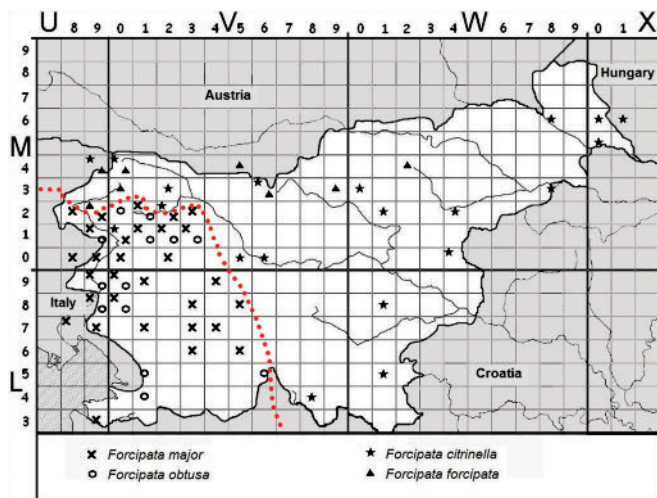 U V W X
8 9 0 1 2 3 4 5 6 7 8 9 0 1 2 3 4 5 6 7 8 9 0 1
9
8
7
6
M
4
3
2
1
0
9
8
7
6
L 5
4
3
Austria
Hungary
Italy
Croatia
Forcipata major
Forcipata obtusa
Forcipata citrinella
Forcipata forcipata